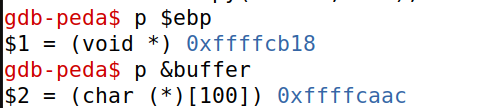 gdb-peda$ p $ebp
$1 = (void *) 0xffffcb18
gdb-peda$ p &buffer
$2 = (char (*)[100]) 0xffffcaac